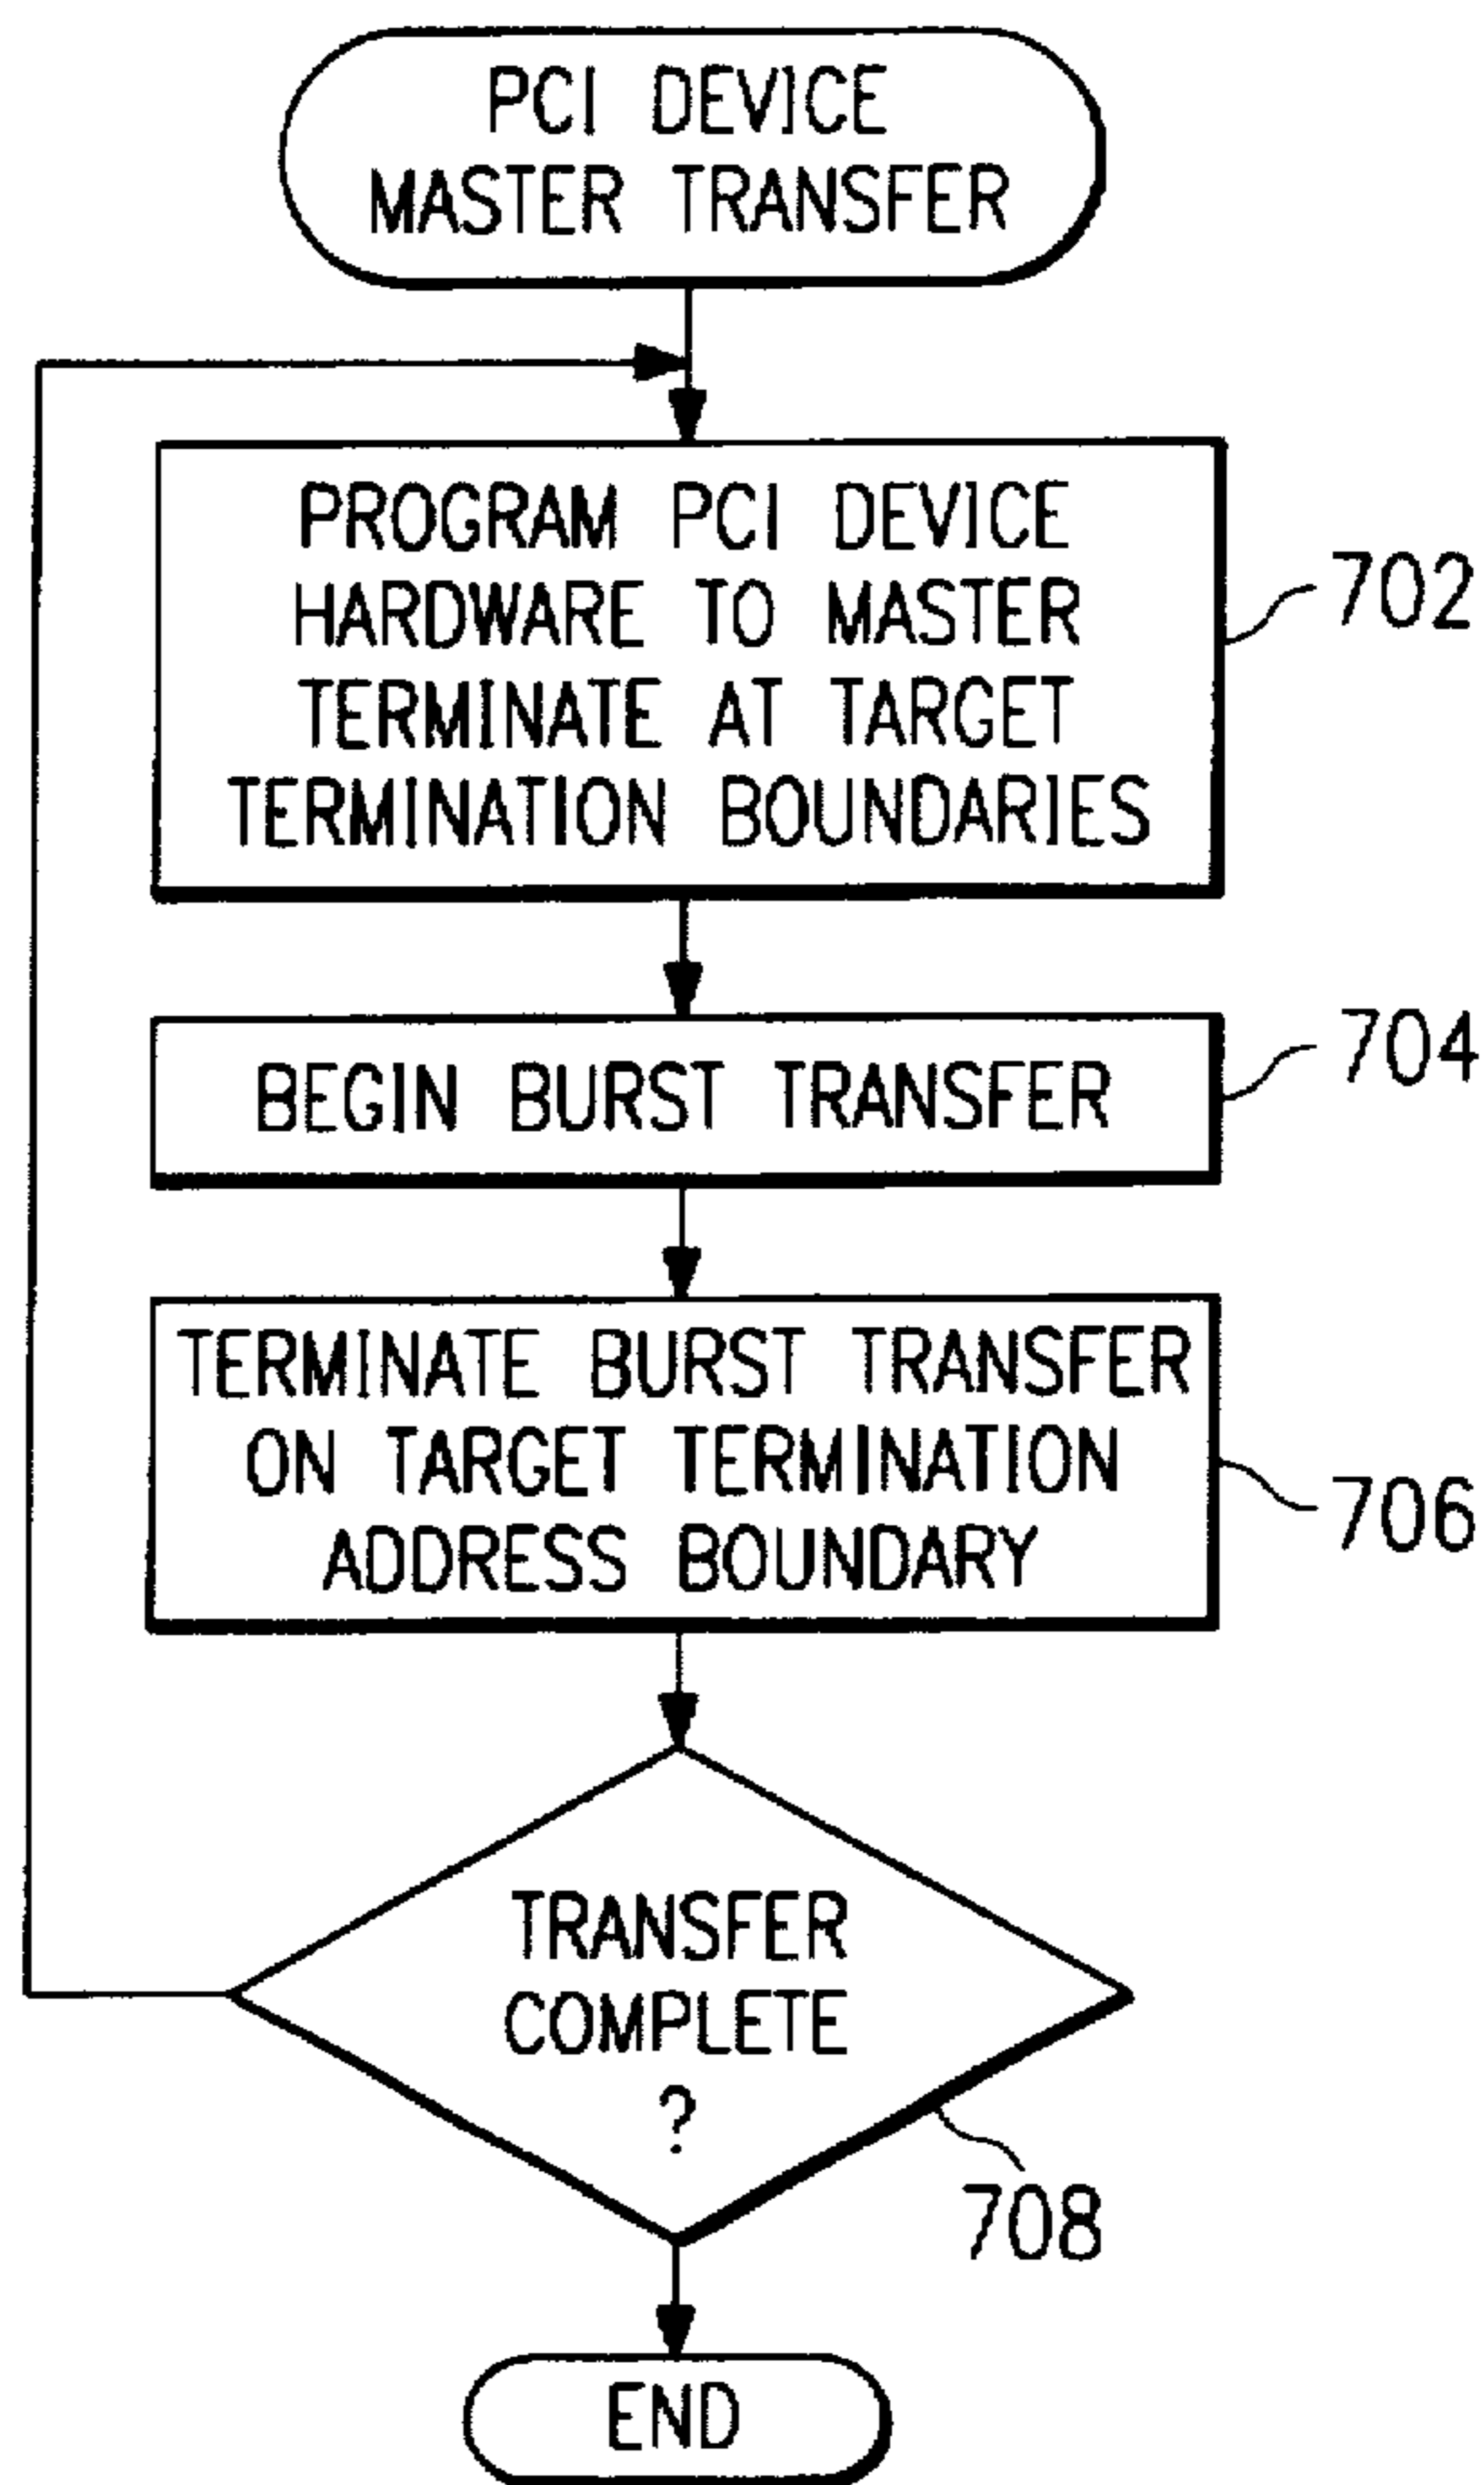 PCI DEVICE
MASTER TRANSFER
PROGRAM PCI DEVICE
HARDWARE TO MASTER
TERMINATE AT TARGET
TERMINATION BOUNDARIES
702
BEGIN BURST TRANSFER
704
TERMINATE BURST TRANSFER
ON TARGET TERMINATION
ADDRESS BOUNDARY
706
TRANSFER
COMPLETE
?
708
END